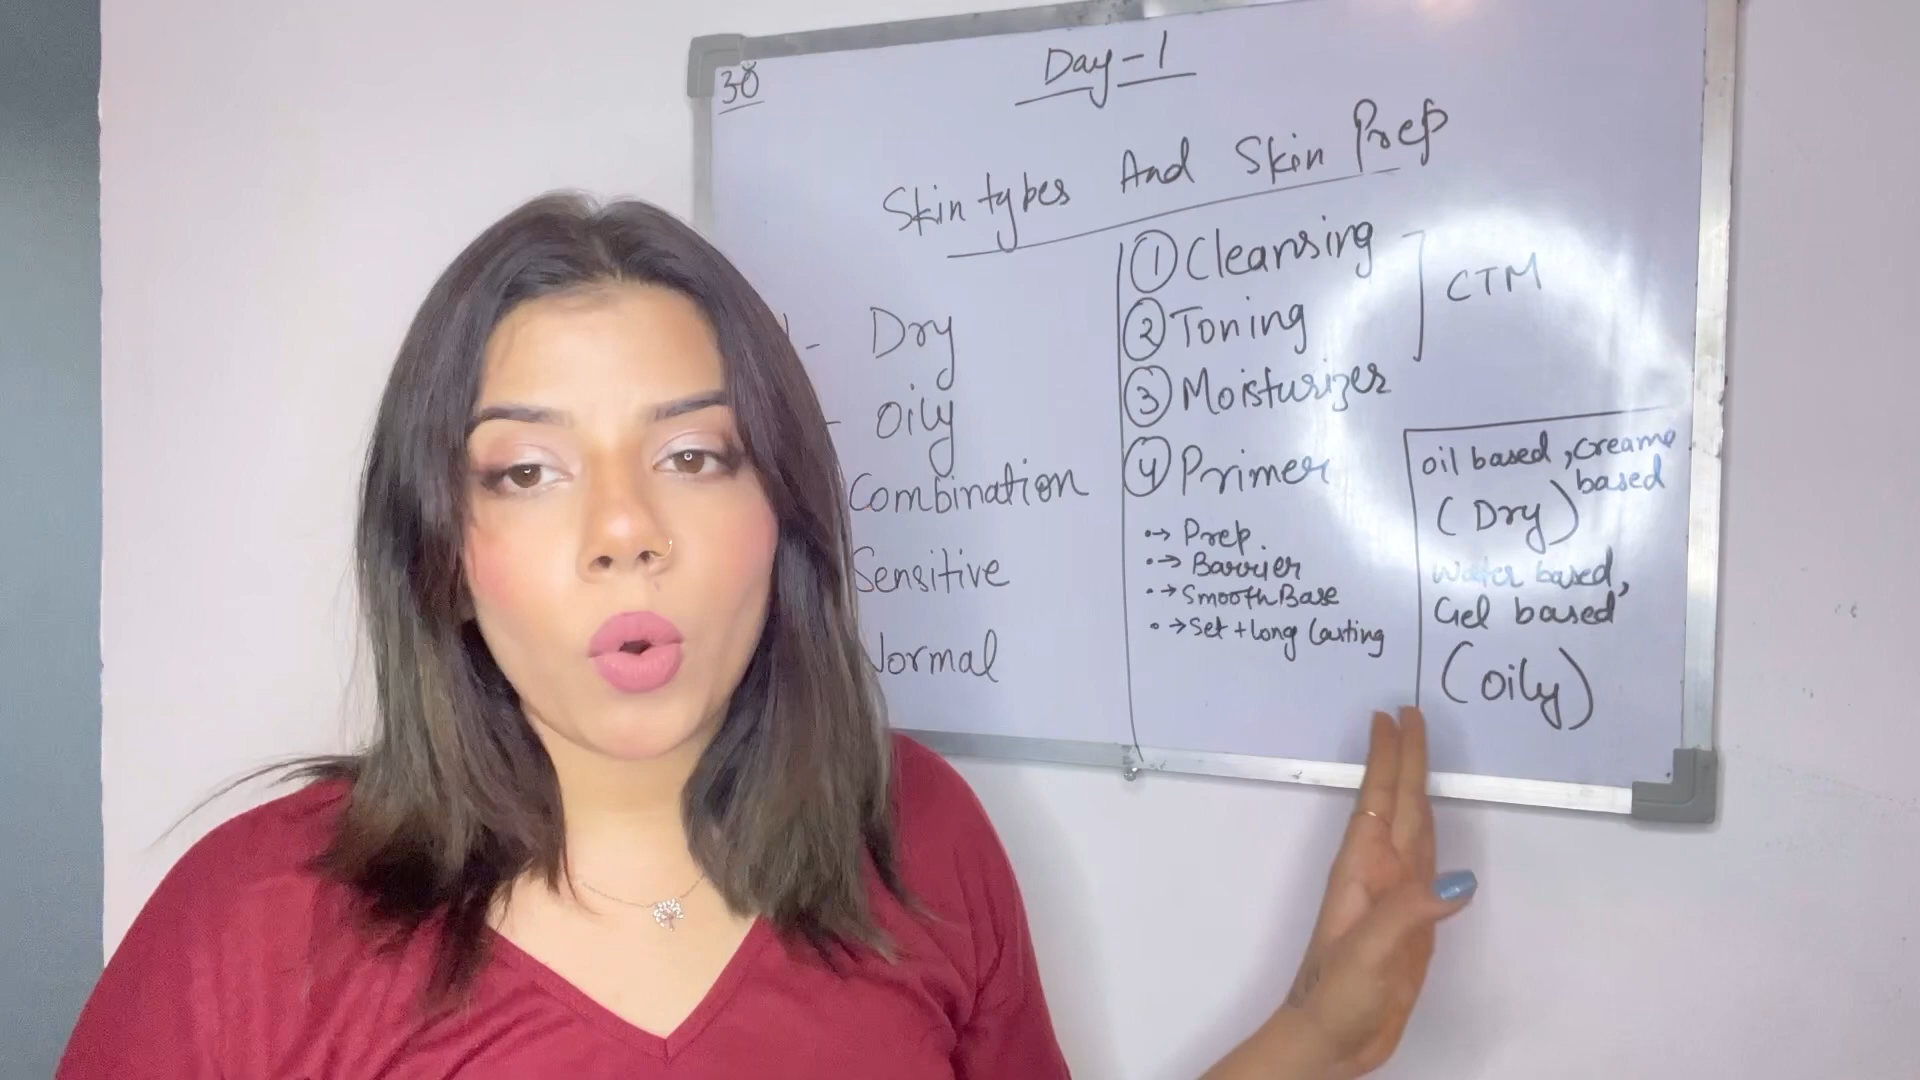 30
Day-1
Skin types And Skin Prep
- Dry
- Oily
Combination
Sensitive
Normal
① Cleansing
② Toning
③ Moisturizer
④ Primer
CTM
•→ Prep
•→ Barrier
•→ Smooth Base
•→ Set + long lasting
oil based, creame based
(Dry)
water based,
Gel based
(oily)